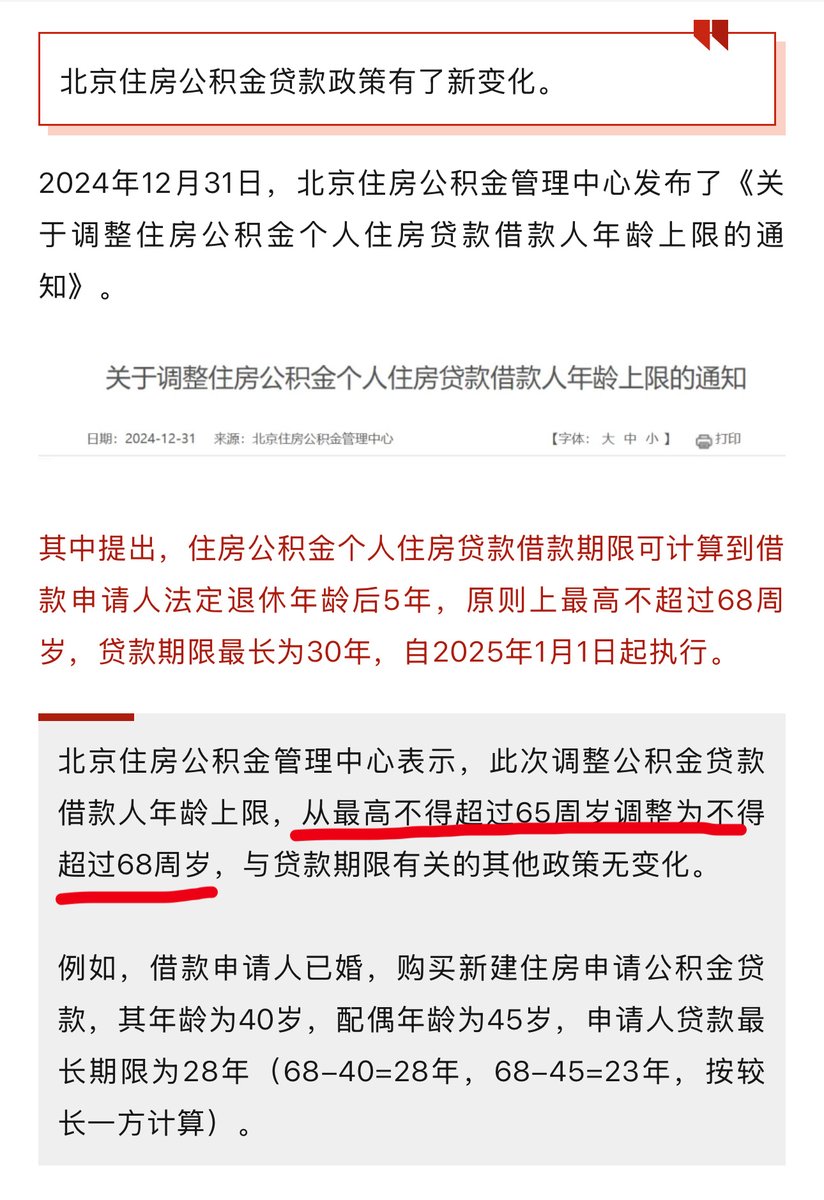 北京住房公积金贷款政策有了新变化。
2024年12月31日，北京住房公积金管理中心发布了《关
于调整住房公积金个人住房贷款借款人年龄上限的通
知》。
关于调整住房公积金个人住房贷款借款人年龄上限的通知
日期：2024-12-31 来源：北京住房公积金管理中心 【字体： 大 中 小 】 打印
其中提出，住房公积金个人住房贷款借款期限可计算到借
款申请人法定退休年龄后5年，原则上最高不超过68周
岁，贷款期限最长为30年，自2025年1月1日起执行。
北京住房公积金管理中心表示，此次调整公积金贷款
借款人年龄上限，从最高不得超过65周岁调整为不得
超过68周岁，与贷款期限有关的其他政策无变化。
例如，借款申请人已婚，购买新建住房申请公积金贷
款，其年龄为40岁，配偶年龄为45岁，申请人贷款最
长期限为28年（68–40=28年，68–45=23年，按较
长一方计算）。